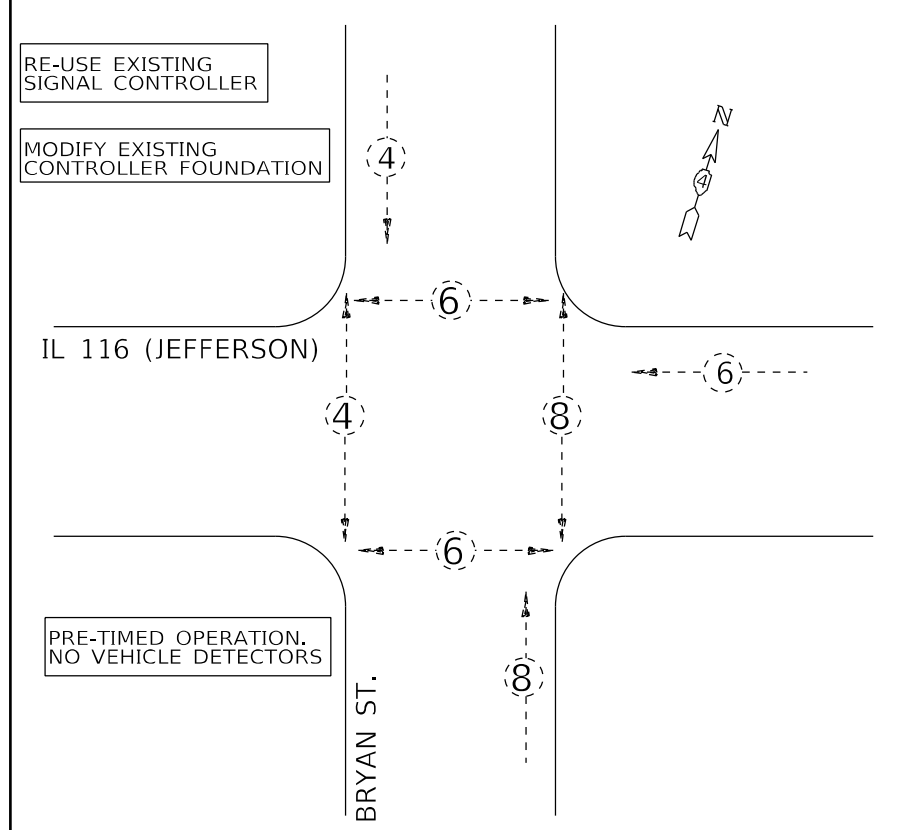 RE-USE EXISTING
SIGNAL CONTROLLER
MODIFY EXISTING
CONTROLLER FOUNDATION
4
N
4
6
IL 116 (JEFFERSON)
6
4
8
6
PRE-TIMED OPERATION.
NO VEHICLE DETECTORS
8
BRYAN ST.